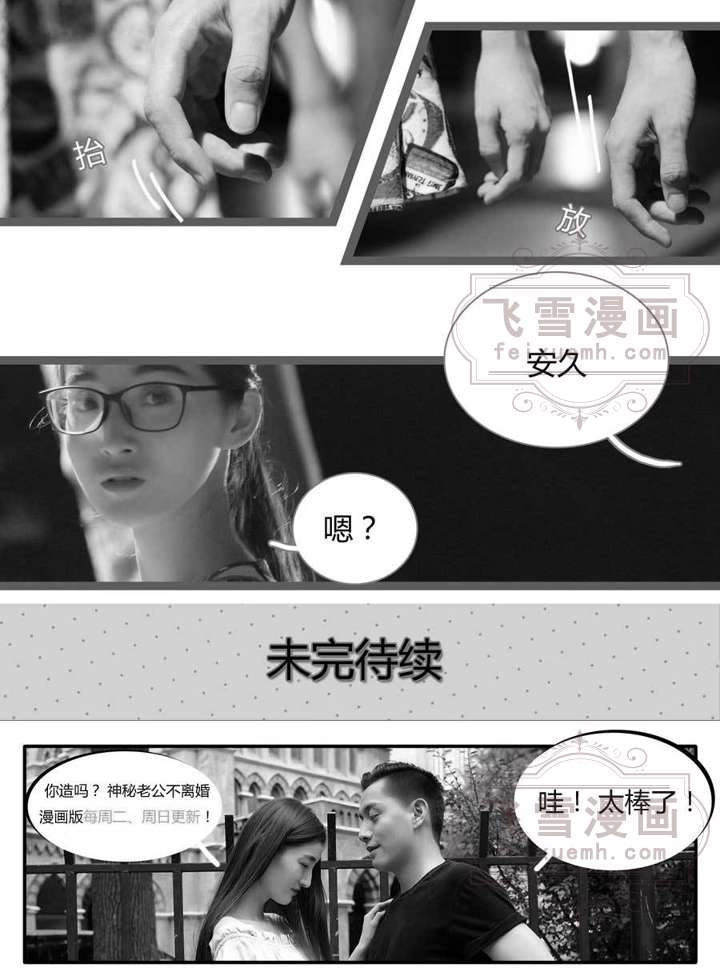 抬
放
飞雪漫画
feixuemh.com
安久
嗯？
未完待续
你造吗？ 神秘老公不离婚
漫画版每周二、周日更新！
哇！ 太棒了！
飞雪漫画
feixuemh.com